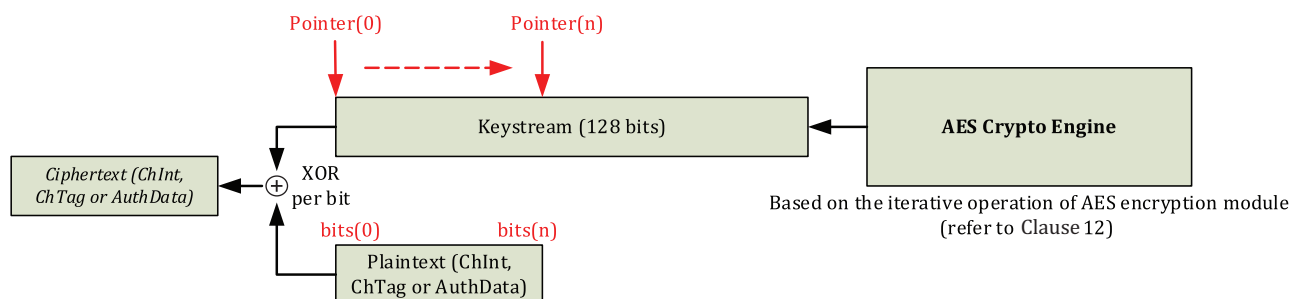 Pointer(0)
Pointer(n)
Keystream (128 bits)
AES Crypto Engine
Ciphertext (ChInt,
ChTag or AuthData)
XOR
per bit
Based on the iterative operation of AES encryption module
(refer to Clause 12)
bits(0)
bits(n)
Plaintext (ChInt,
ChTag or AuthData)